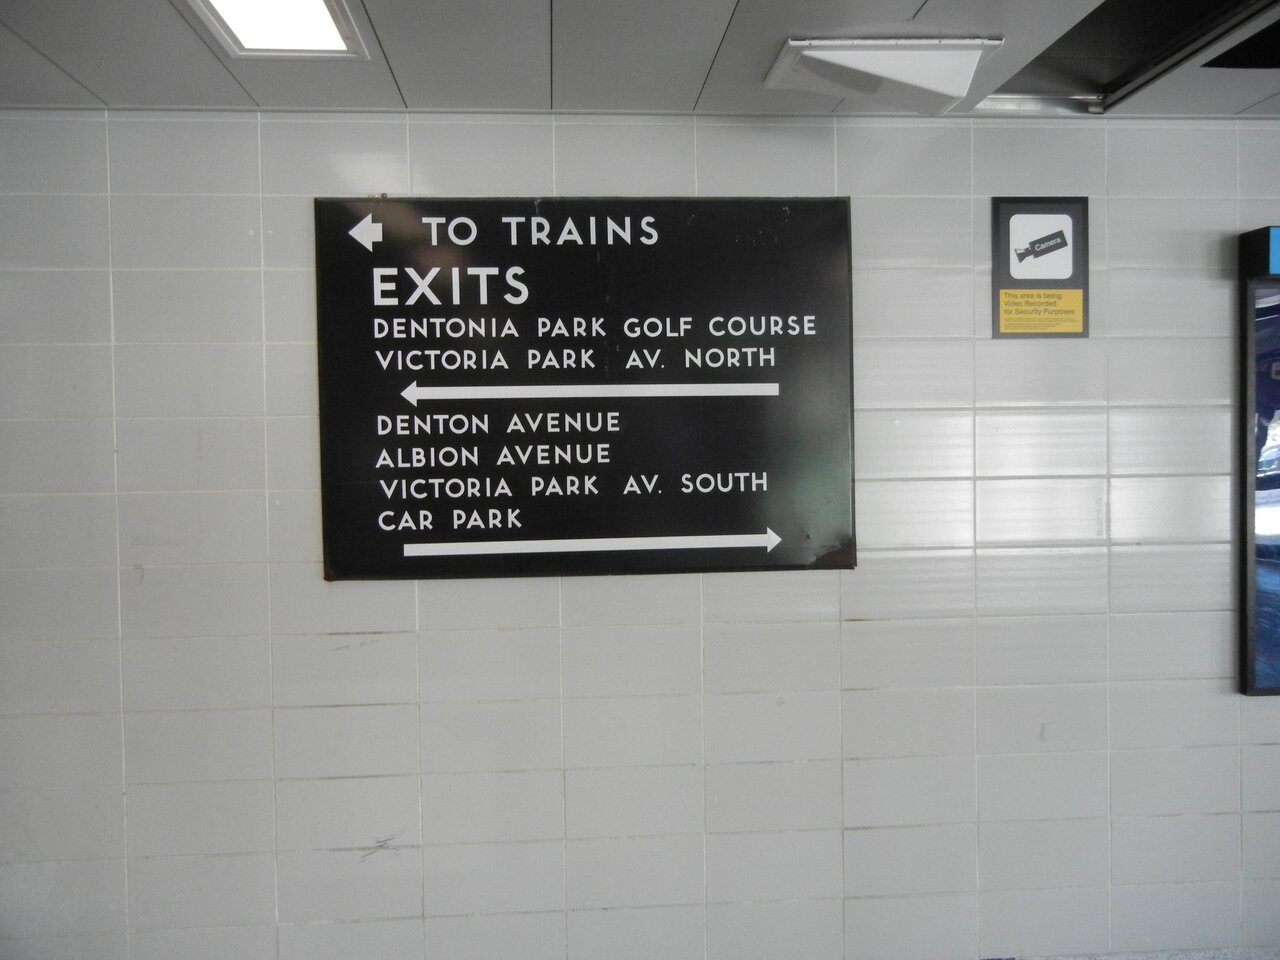 TO TRAINS
EXITS
DENTONIA PARK GOLF COURSE
VICTORIA PARK AV. NORTH
DENTON AVENUE
ALBION AVENUE
VICTORIA PARK AV. SOUTH
CAR PARK
Camera
This area is being
Video Recorded
for Security Purposes